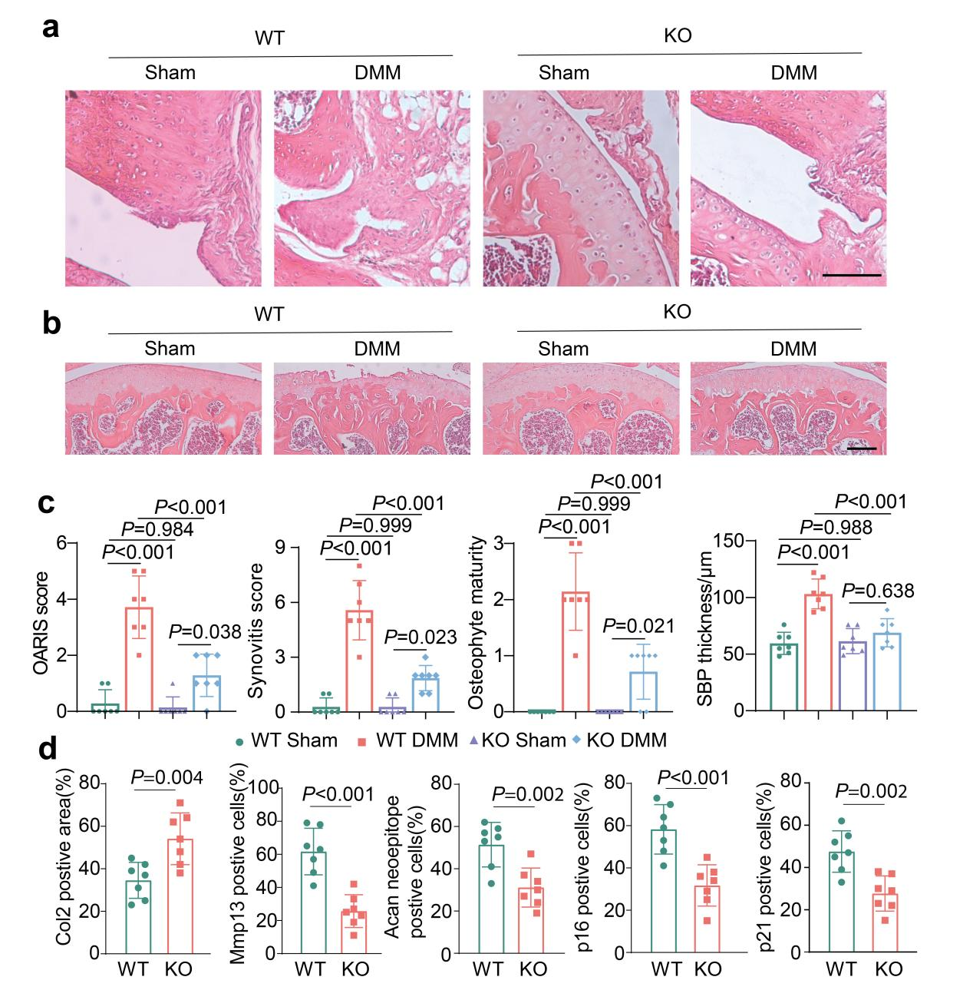 a
WT
KO
Sham
DMM
Sham
DMM
b
WT
KO
Sham
DMM
Sham
DMM
c
OARIS score
6
4
2
0
P<0.001
P=0.984
P<0.001
P=0.038
Synovitis score
9
6
3
0
P<0.001
P=0.999
P<0.001
P=0.023
Osteophyte maturity
3
2
1
0
P<0.001
P=0.999
P<0.001
P=0.021
SBP thickness/μm
150
100
50
0
P<0.001
P=0.988
P<0.001
P=0.638
WT Sham
WT DMM
KO Sham
KO DMM
d
Col2 postive area(%)
80
60
40
20
0
P=0.004
WT KO
Mmp13 postive cells(%)
100
80
60
40
20
0
P<0.001
WT KO
Acan neoepitope
postive cells(%)
80
60
40
20
0
P=0.002
WT KO
p16 postive cells(%)
80
60
40
20
0
P<0.001
WT KO
p21 postive cells(%)
80
60
40
20
0
P=0.002
WT KO